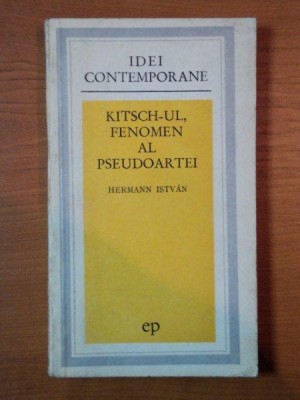 IDEI
CONTEMPORANE
KITSCH-UL,
FENOMEN
AL
PSEUDOARTEI
HERMANN ISTVÁN
ep